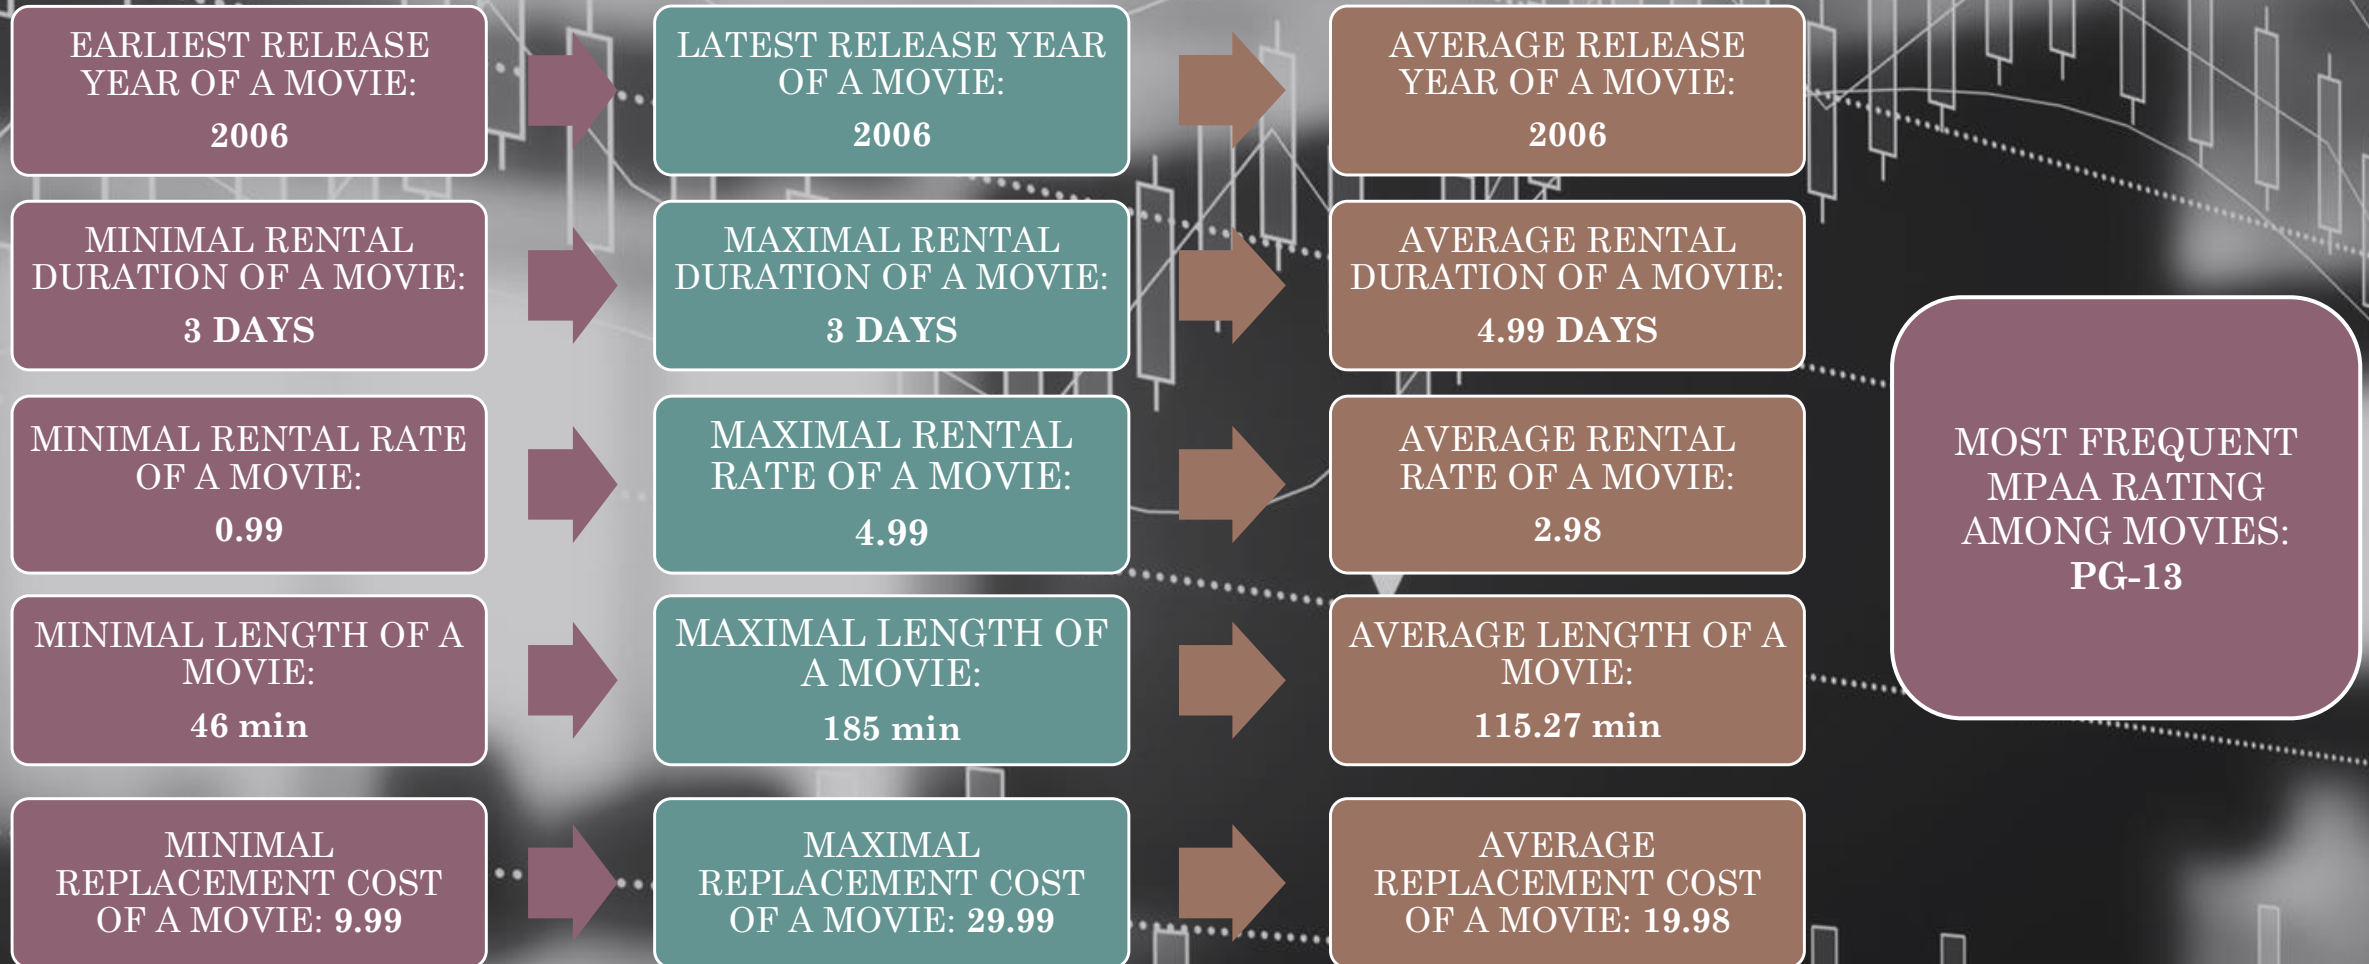 EARLIEST RELEASE
YEAR OF A MOVIE:
2006
LATEST RELEASE YEAR
OF A MOVIE:
2006
AVERAGE RELEASE
YEAR OF A MOVIE:
2006
MINIMAL RENTAL
DURATION OF A MOVIE:
3 DAYS
MAXIMAL RENTAL
DURATION OF A MOVIE:
3 DAYS
AVERAGE RENTAL
DURATION OF A MOVIE:
4.99 DAYS
MINIMAL RENTAL RATE
OF A MOVIE:
0.99
MAXIMAL RENTAL
RATE OF A MOVIE:
4.99
AVERAGE RENTAL
RATE OF A MOVIE:
2.98
MINIMAL LENGTH OF A
MOVIE:
46 min
MAXIMAL LENGTH OF
A MOVIE:
185 min
AVERAGE LENGTH OF A
MOVIE:
115.27 min
MINIMAL
REPLACEMENT COST
OF A MOVIE: 9.99
MAXIMAL
REPLACEMENT COST
OF A MOVIE: 29.99
AVERAGE
REPLACEMENT COST
OF A MOVIE: 19.98
MOST FREQUENT
MPAA RATING
AMONG MOVIES:
PG-13